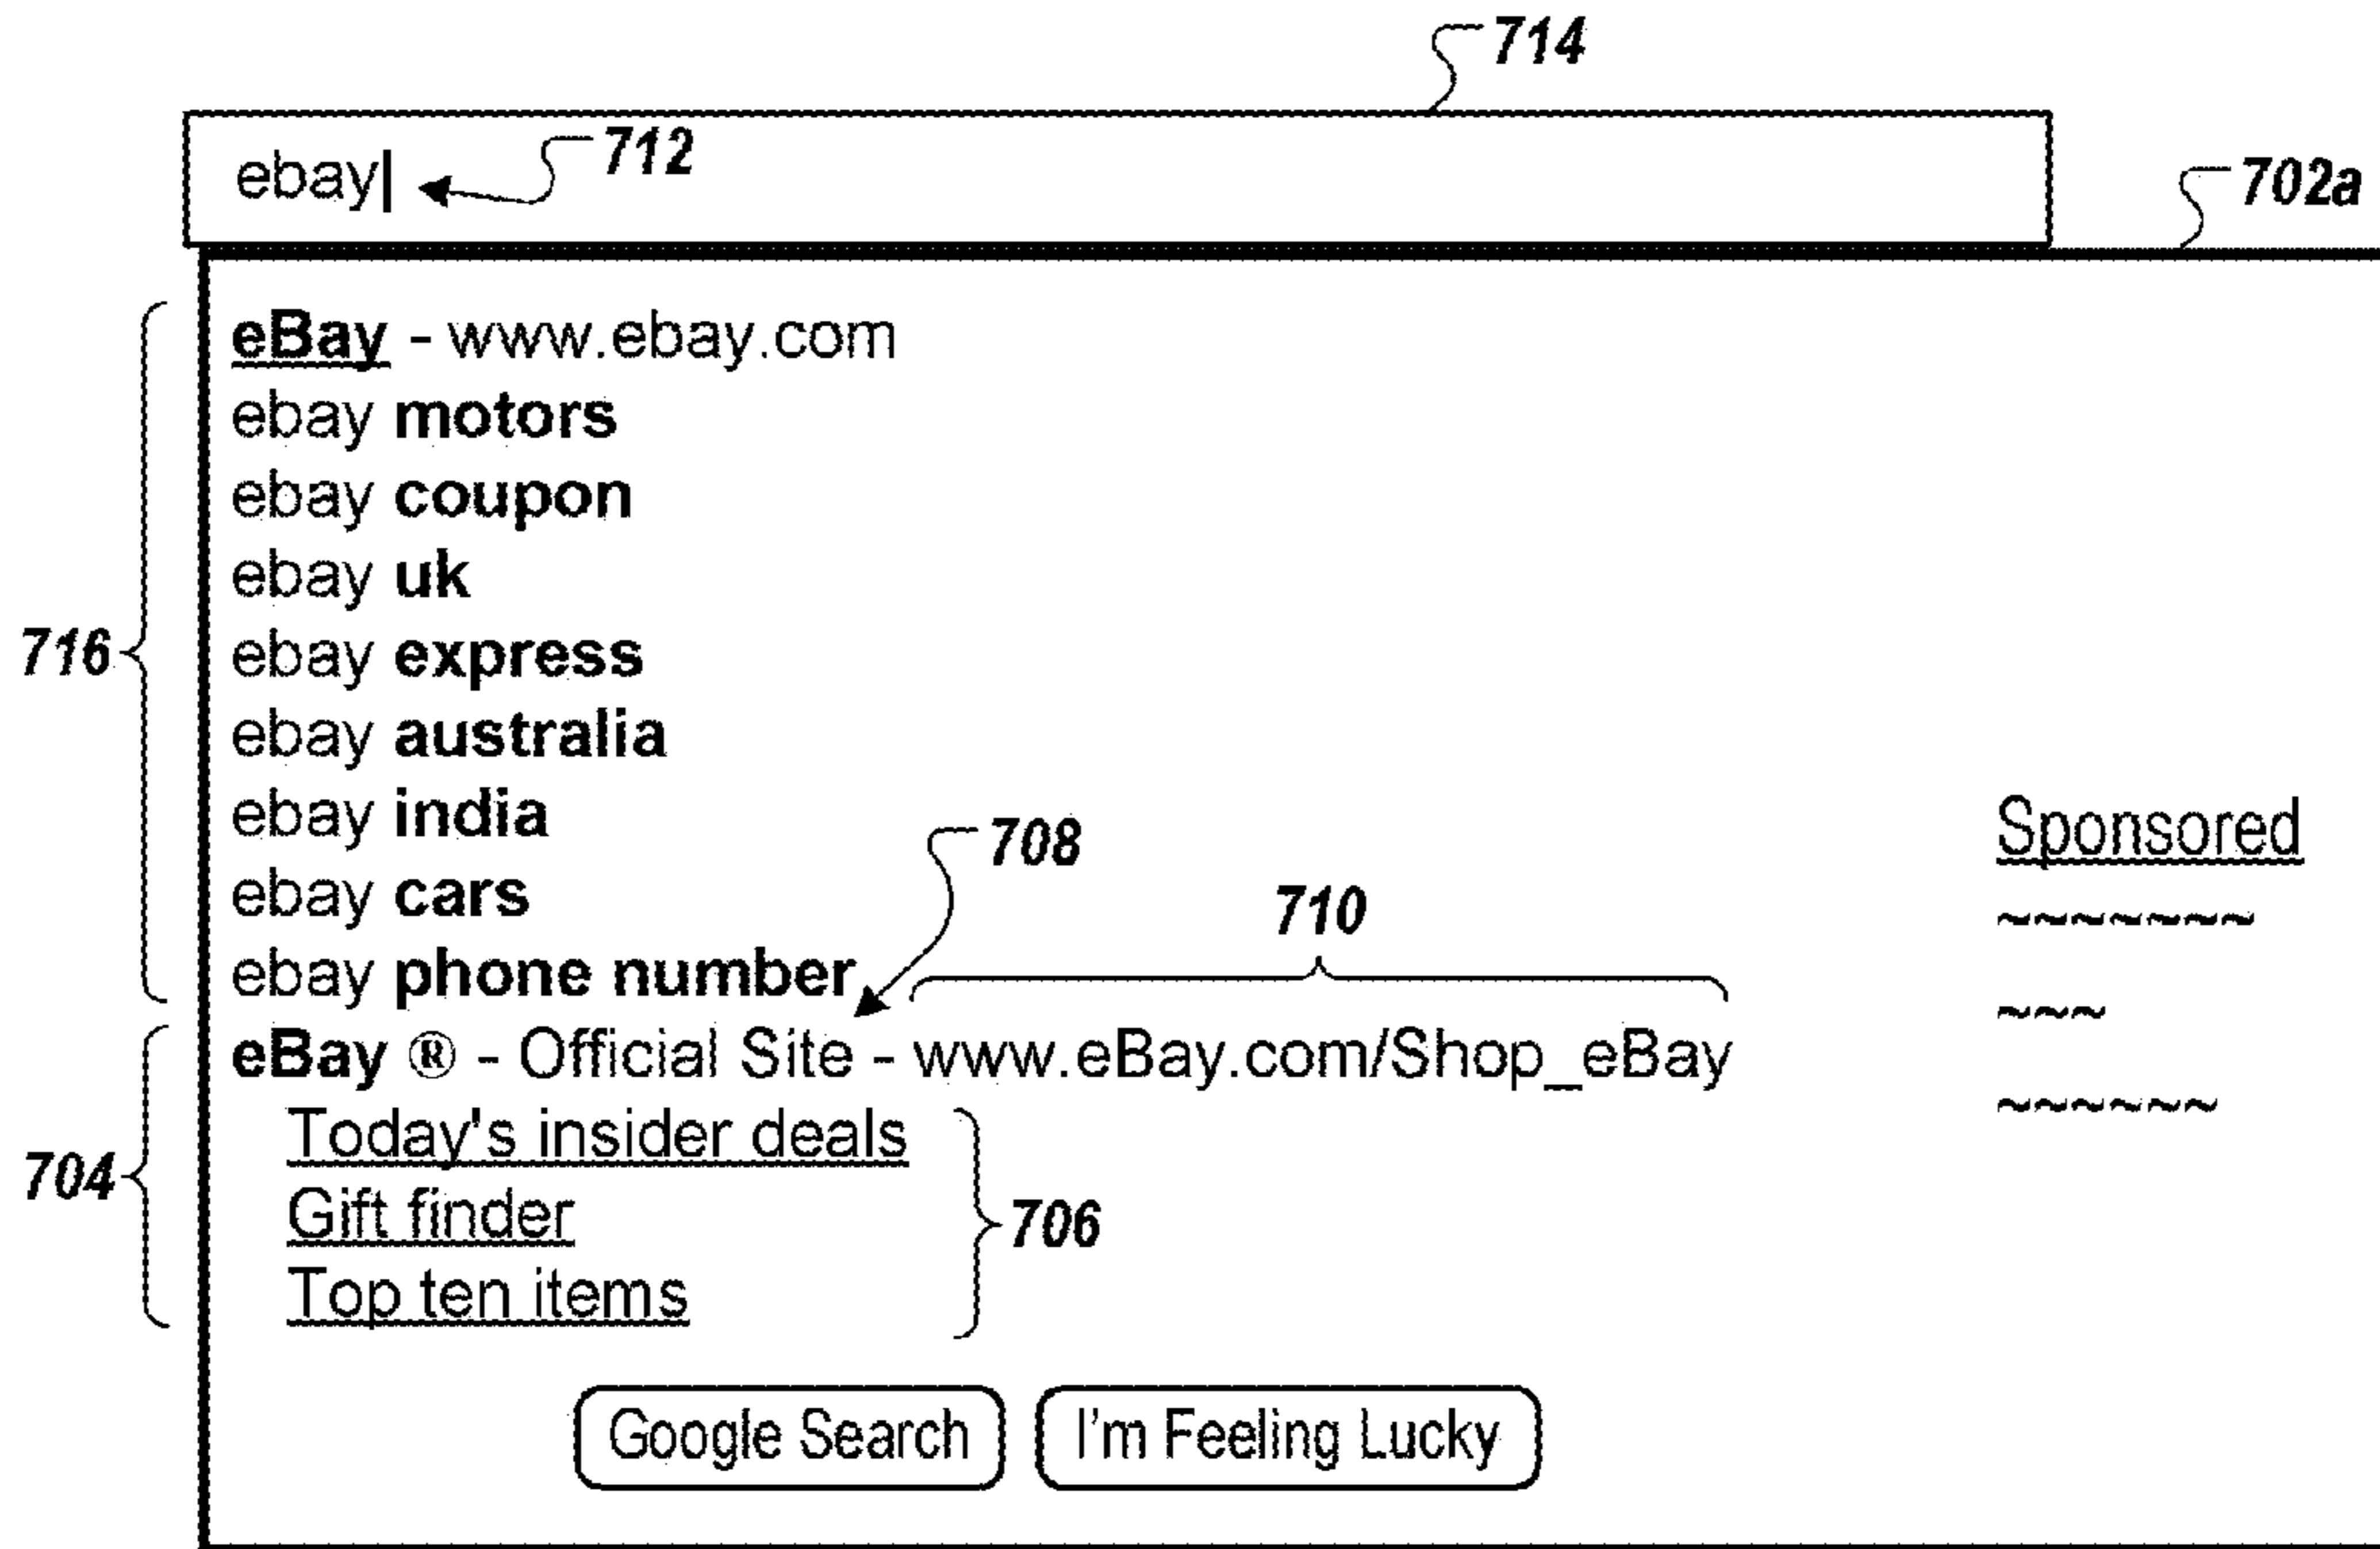 714
ebay 712
702a
eBay - www.ebay.com
ebay motors
ebay coupon
ebay uk
716 ebay express
ebay australia
ebay india 708 Sponsored
ebay cars 710 ~~~~~~~
ebay phone number ~~~
eBay ® - Official Site - www.eBay.com/Shop_eBay
Today's insider deals ~~~~~~
704 Gift finder 706
Top ten items
Google Search I'm Feeling Lucky